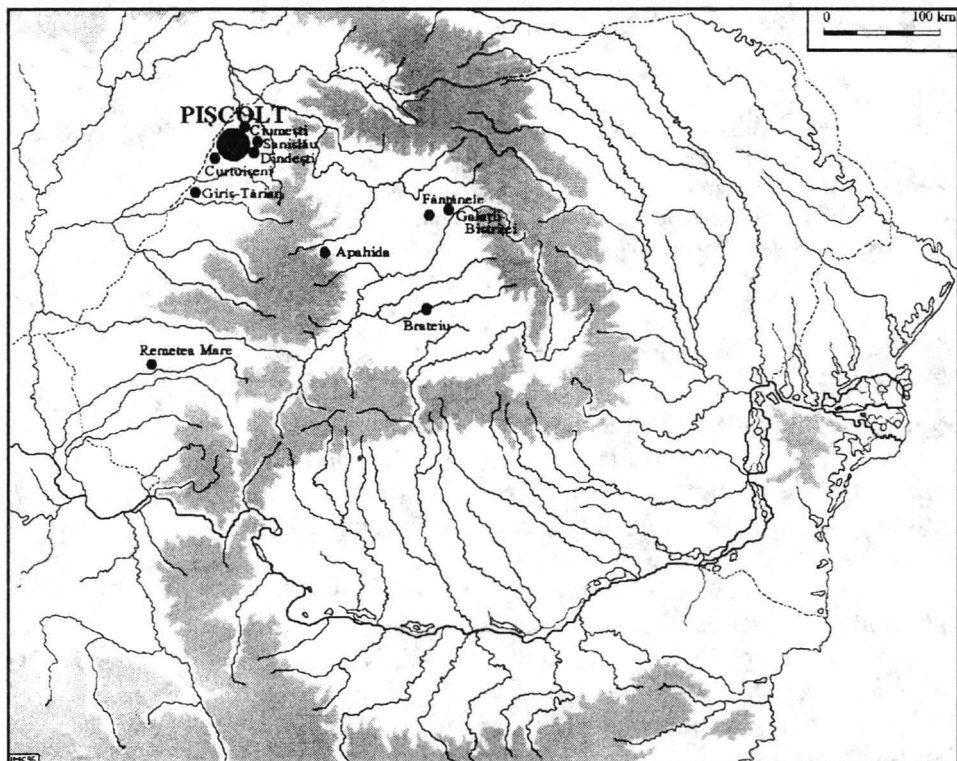 0 100 km
PIŞCOLT
Ciumeşti
Sanislău
Dindeşti
Curtuişeni
Giriş-Tărian
Fântânele
Galaţii
Bistriţei
Apahida
Brateiu
Remetea Mare